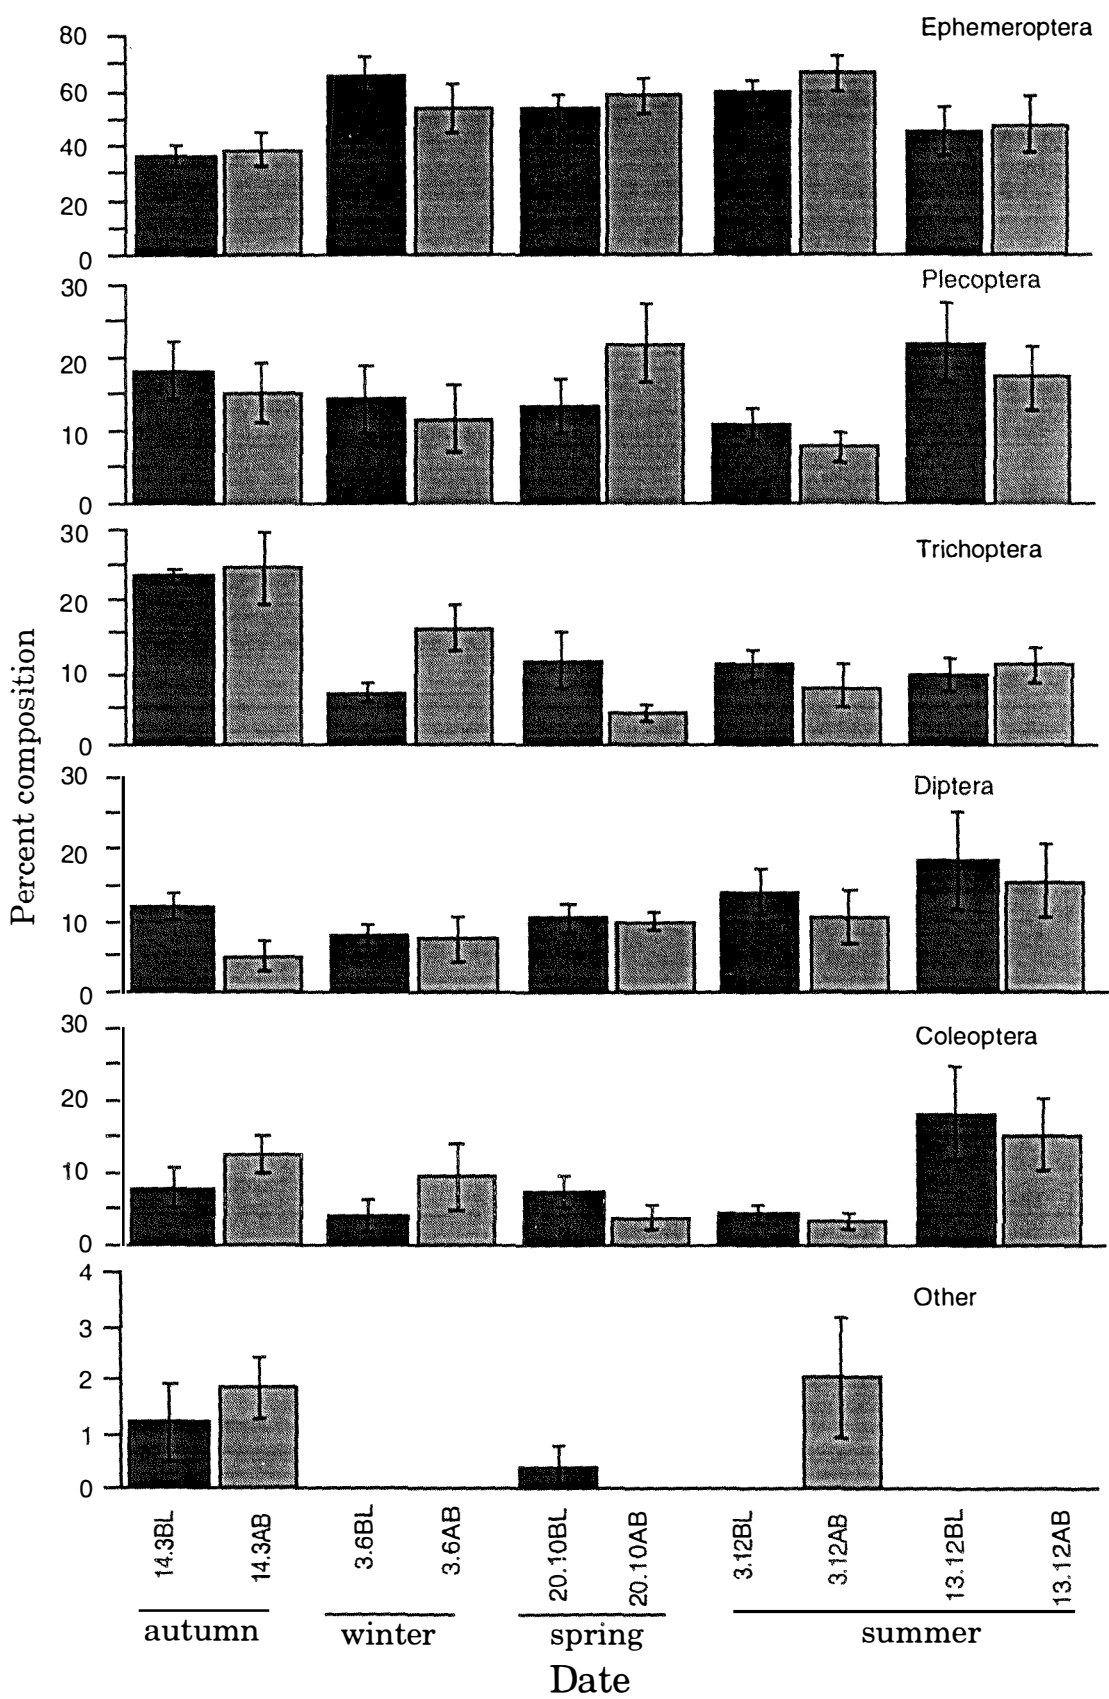 Ephemeroptera
80
60
40
20
0
Plecoptera
30
20
10
0
Trichoptera
30
20
10
0
Diptera
30
20
10
0
Coleoptera
30
20
10
0
Other
4
3
2
1
0
Percent composition
14.3BL
14.3AB
3.6BL
3.6AB
20.10BL
20.10AB
3.12BL
3.12AB
13.12BL
13.12AB
autumn winter spring summer
Date